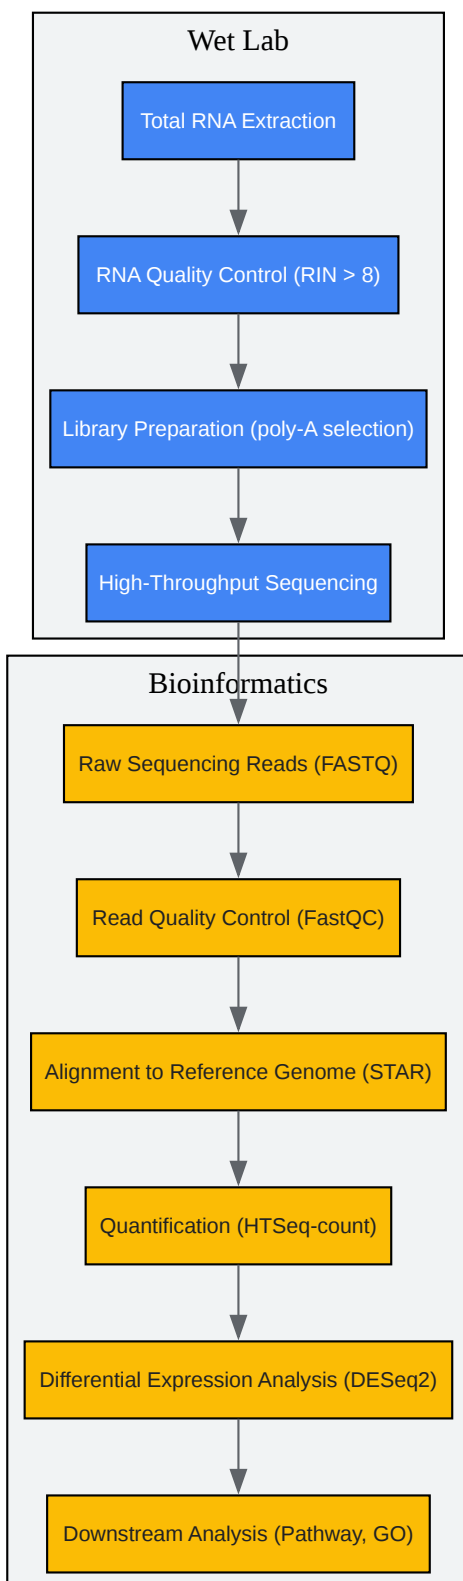 Wet Lab
Total RNA Extraction
RNA Quality Control (RIN > 8)
Library Preparation (poly-A selection)
High-Throughput Sequencing
Bioinformatics
Raw Sequencing Reads (FASTQ)
Read Quality Control (FastQC)
Alignment to Reference Genome (STAR)
Quantification (HTSeq-count)
Differential Expression Analysis (DESeq2)
Downstream Analysis (Pathway, GO)